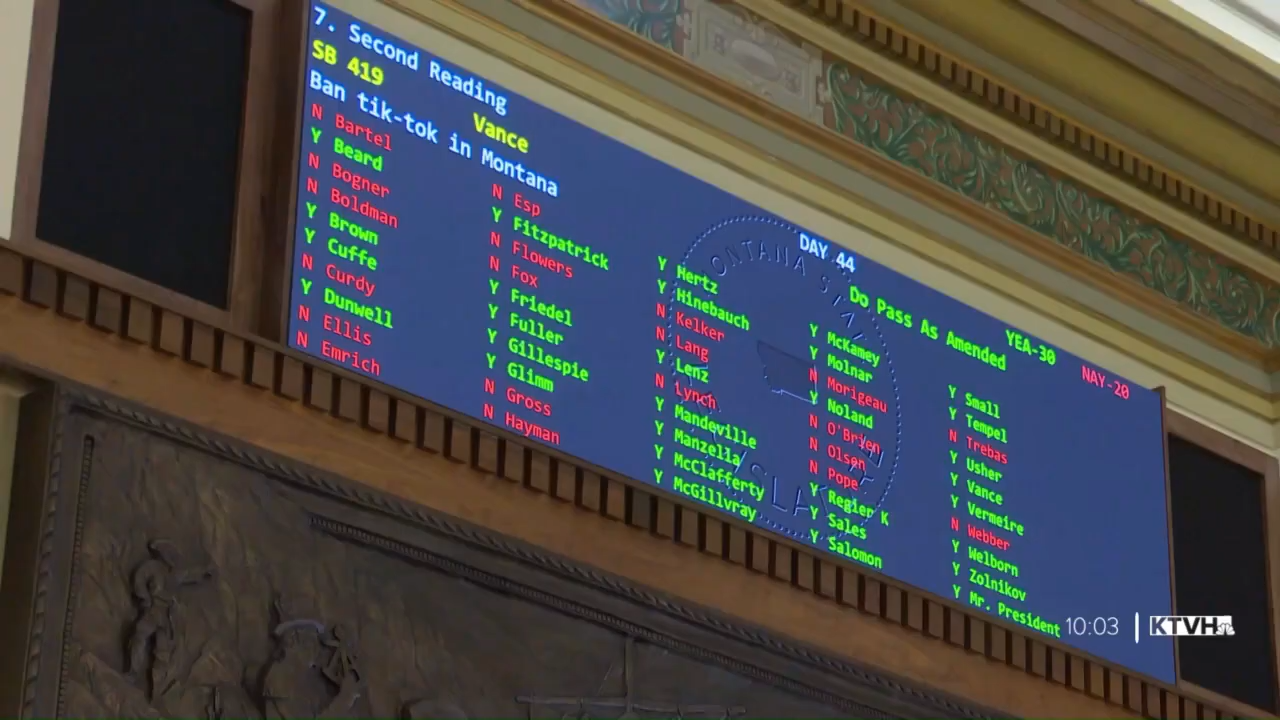 7. Second Reading
SB 419
Vance
Ban tik-tok in Montana
DAY 44
Do Pass As Amended
YEA-30
NAY-20
N Bartel
Y Beard
N Bogner
N Boldman
Y Brown
Y Cuffe
N Curdy
Y Dunwell
N Ellis
N Emrich
N Esp
Y Fitzpatrick
N Flowers
N Fox
Y Friedel
Y Fuller
Y Gillespie
Y Glimm
N Gross
N Hayman
Y Hertz
Y Hinebauch
N Kelker
N Lang
Y Lenz
N Lynch
Y Mandeville
Y Manzella
Y McClafferty
Y McGillvray
Y McKamey
Y Molnar
N Morigeau
Y Noland
N O'Brien
N Olsen
N Pope
Y Regier K
Y Sales
Y Salomon
Y Small
Y Tempel
N Trebas
Y Usher
Y Vance
Y Vermeire
N Webber
Y Welborn
Y Zolnikov
Y Mr. President
10:03
KTVH